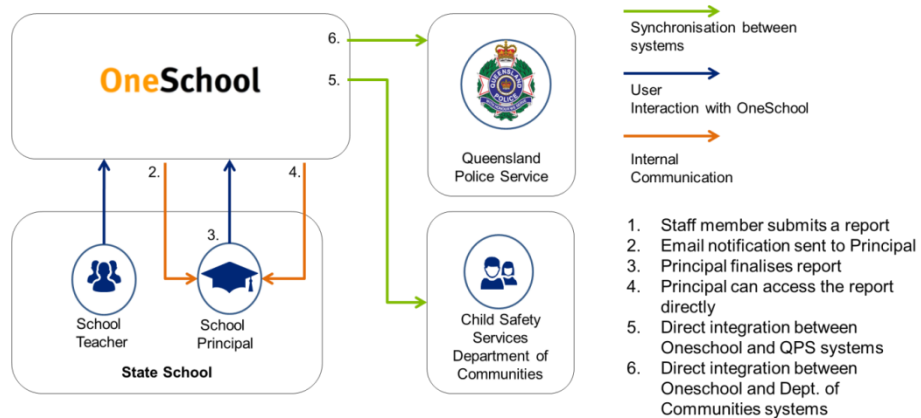 OneSchool
6.
5.
2.
4.
3.
QUEENSLAND
POLICE
Queensland
Police Service
School
Teacher
School
Principal
State School
Child Safety
Services
Department of
Communities
Synchronisation between
systems
User
Interaction with OneSchool
Internal
Communication
1. Staff member submits a report
2. Email notification sent to Principal
3. Principal finalises report
4. Principal can access the report
directly
5. Direct integration between
Oneschool and QPS systems
6. Direct integration between
Oneschool and Dept. of
Communities systems